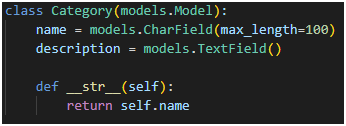 class Category(models.Model):
    name = models.CharField(max_length=100)
    description = models.TextField()

    def __str__(self):
        return self.name